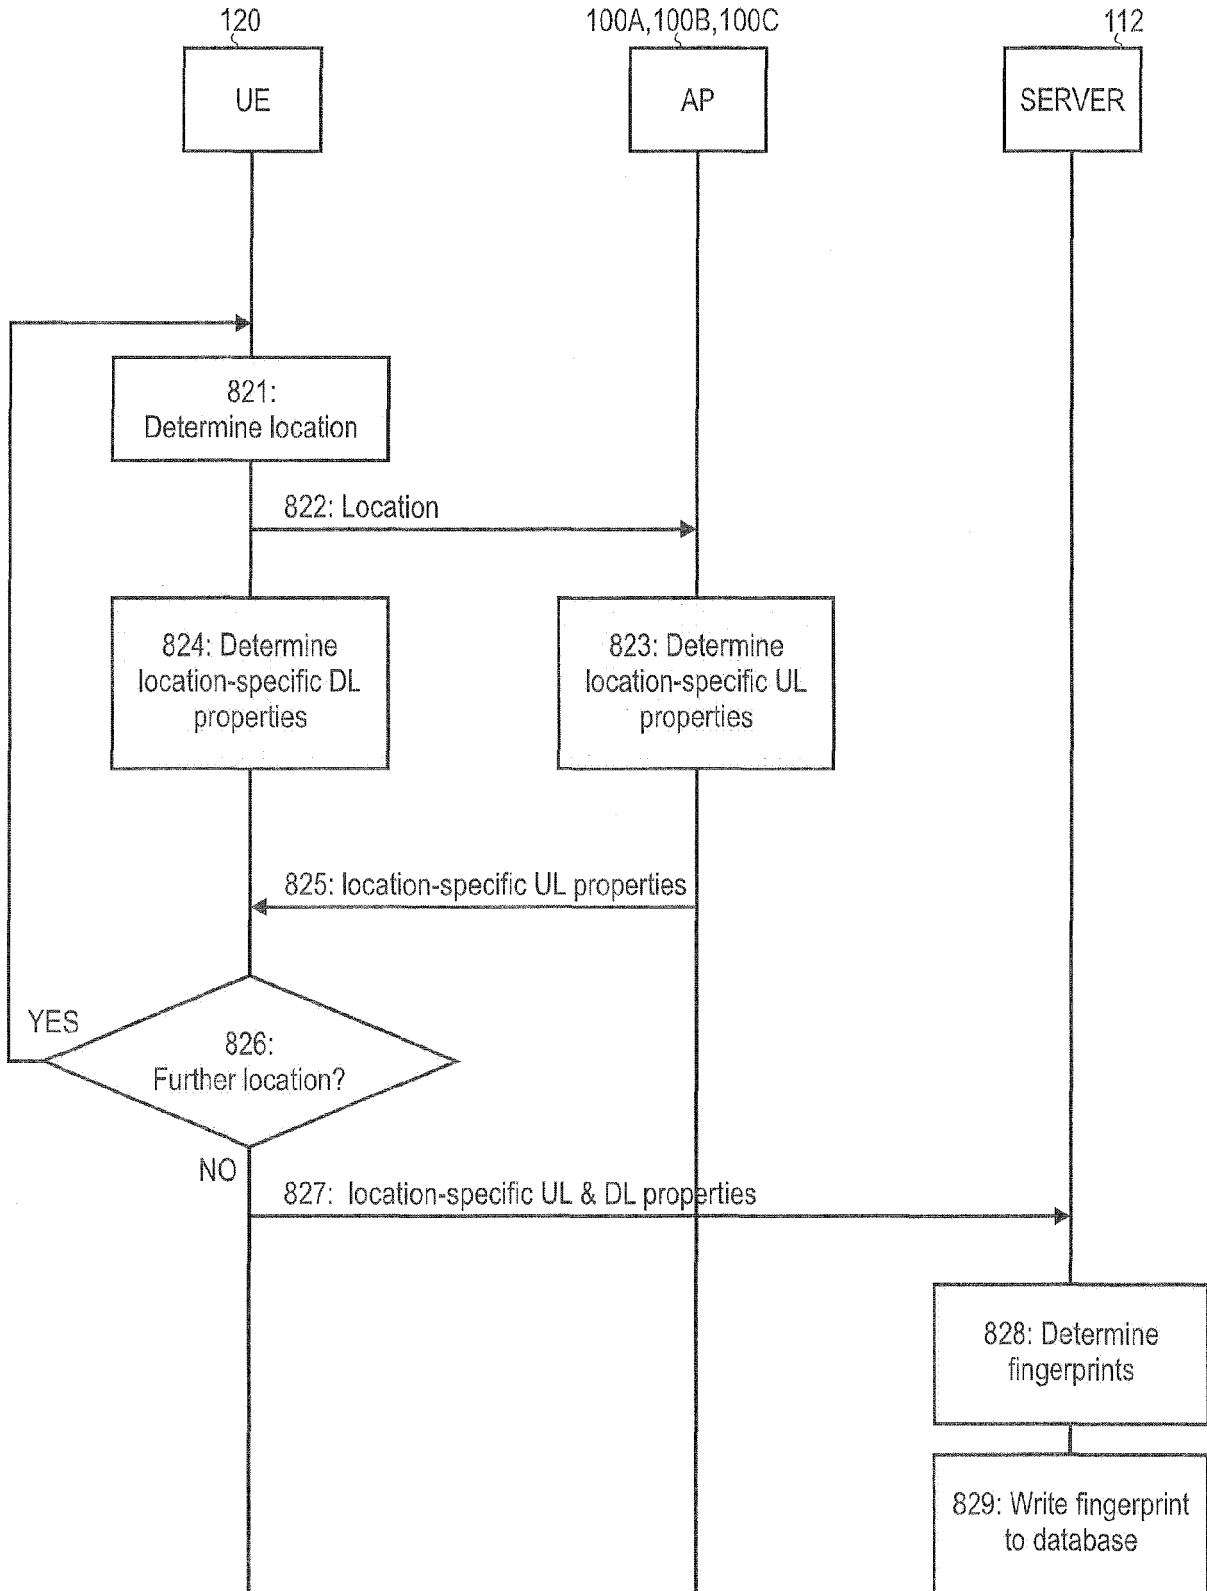 120
100A,100B,100C
112
UE
AP
SERVER
821:
Determine location
822: Location
824: Determine
location-specific DL
properties
823: Determine
location-specific UL
properties
825: location-specific UL properties
YES
826:
Further location?
NO
827: location-specific UL & DL properties
828: Determine
fingerprints
829: Write fingerprint
to database